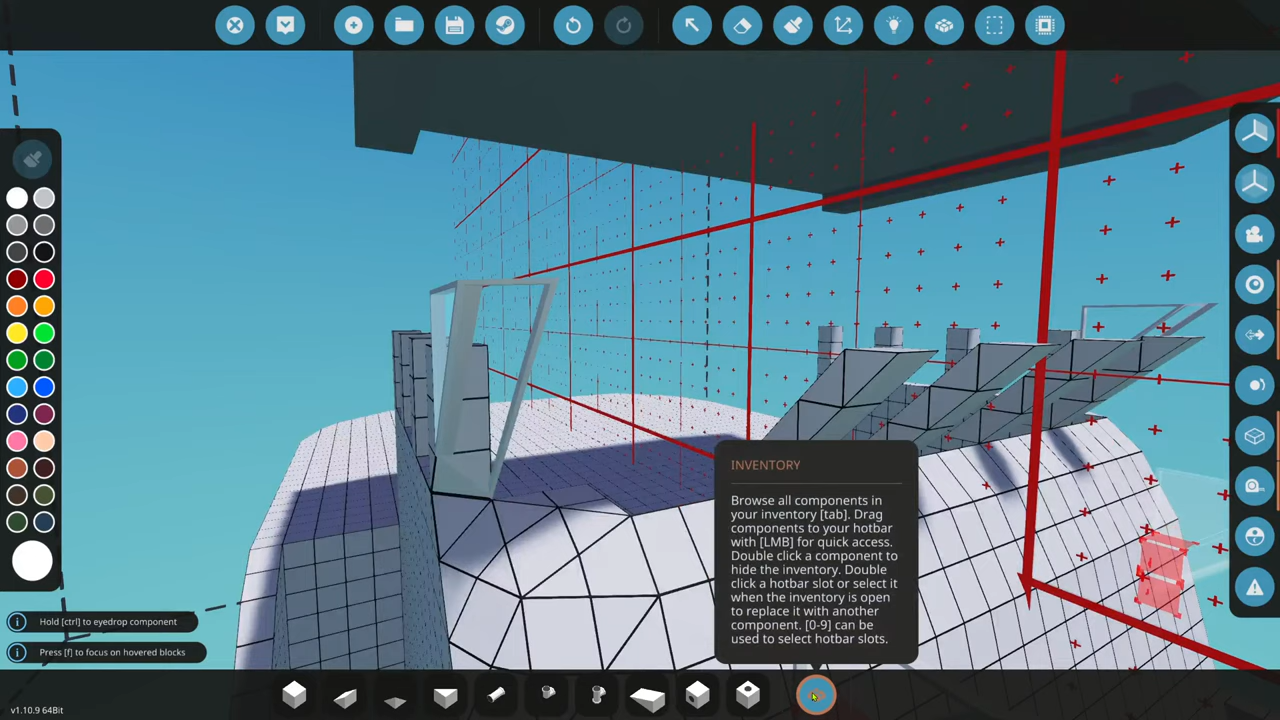 INVENTORY
Browse all components in
your inventory [tab]. Drag
components to your hotbar
with [LMB] for quick access.
Double click a component to
hide the inventory. Double
click a hotbar slot or select it
when the inventory is open
to replace it with another
component. [0-9] can be
used to select hotbar slots.
Hold [ctrl] to eyedrop component
Press [f] to focus on hovered blocks
v1.10.9 64Bit